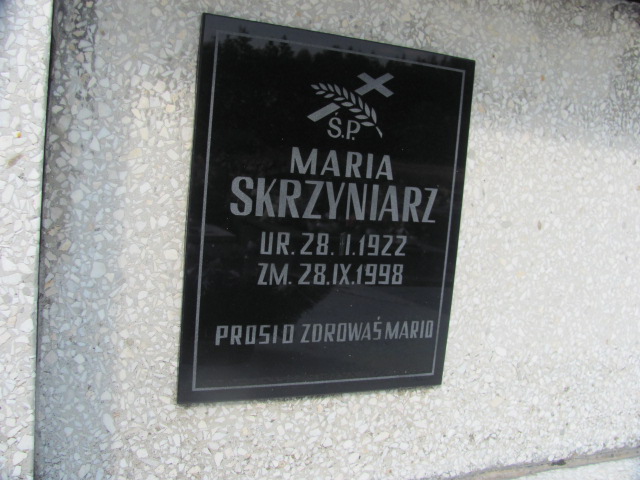 Ś.P.
MARIA
SKRZYNIARZ
UR. 28. I. 1922
ZM. 28.IX.1998
PROSI O ZDROWAŚ MARIO